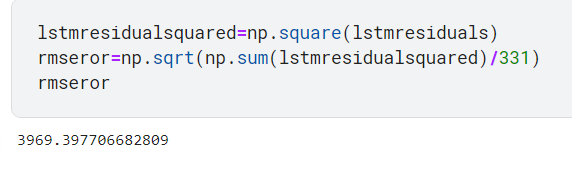 lstmresidualsquared=np.square(lstmresiduals)
rmseror=np.sqrt(np.sum(lstmresidualsquared)/331)
rmseror
3969.397706682809